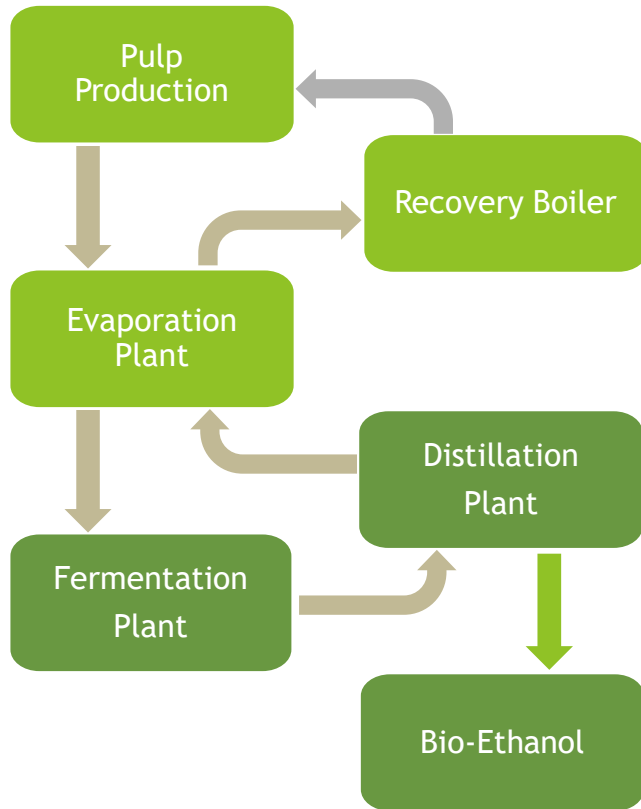 Pulp
Production
Recovery Boiler
Evaporation
Plant
Distillation
Plant
Fermentation
Plant
Bio-Ethanol